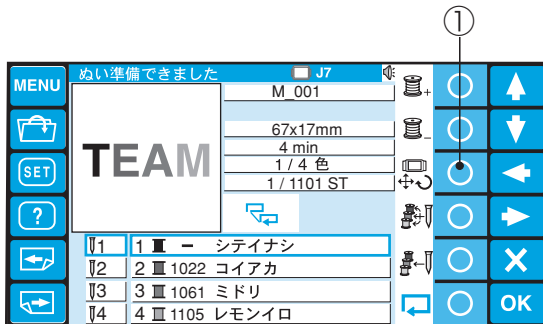 ①
MENU
ぬい準備できました J7
M_001
67x17mm
4 min
1 / 4 色
1 / 1101 ST
TEAM
SET
?
1 1 － シテイナシ
2 2 1022 コイアカ
3 3 1061 ミドリ
4 4 1105 レモンイロ
X
OK